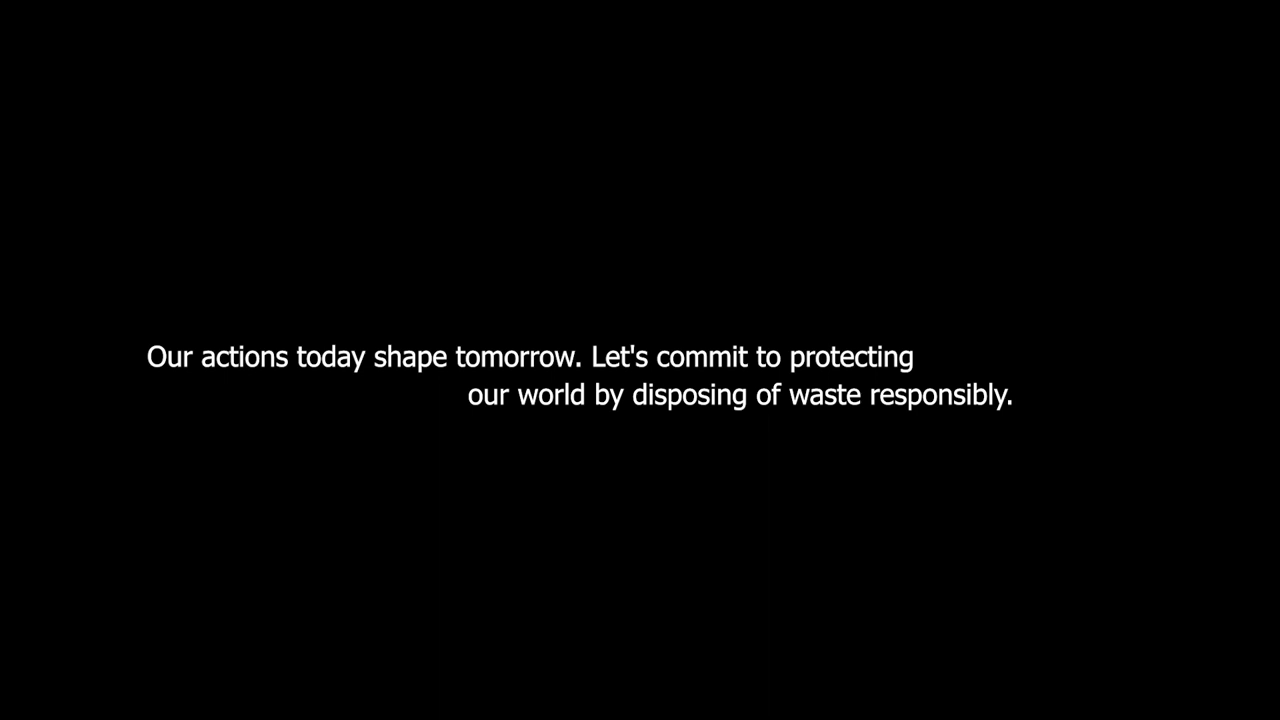 Our actions today shape tomorrow. Let's commit to protecting
our world by disposing of waste responsibly.